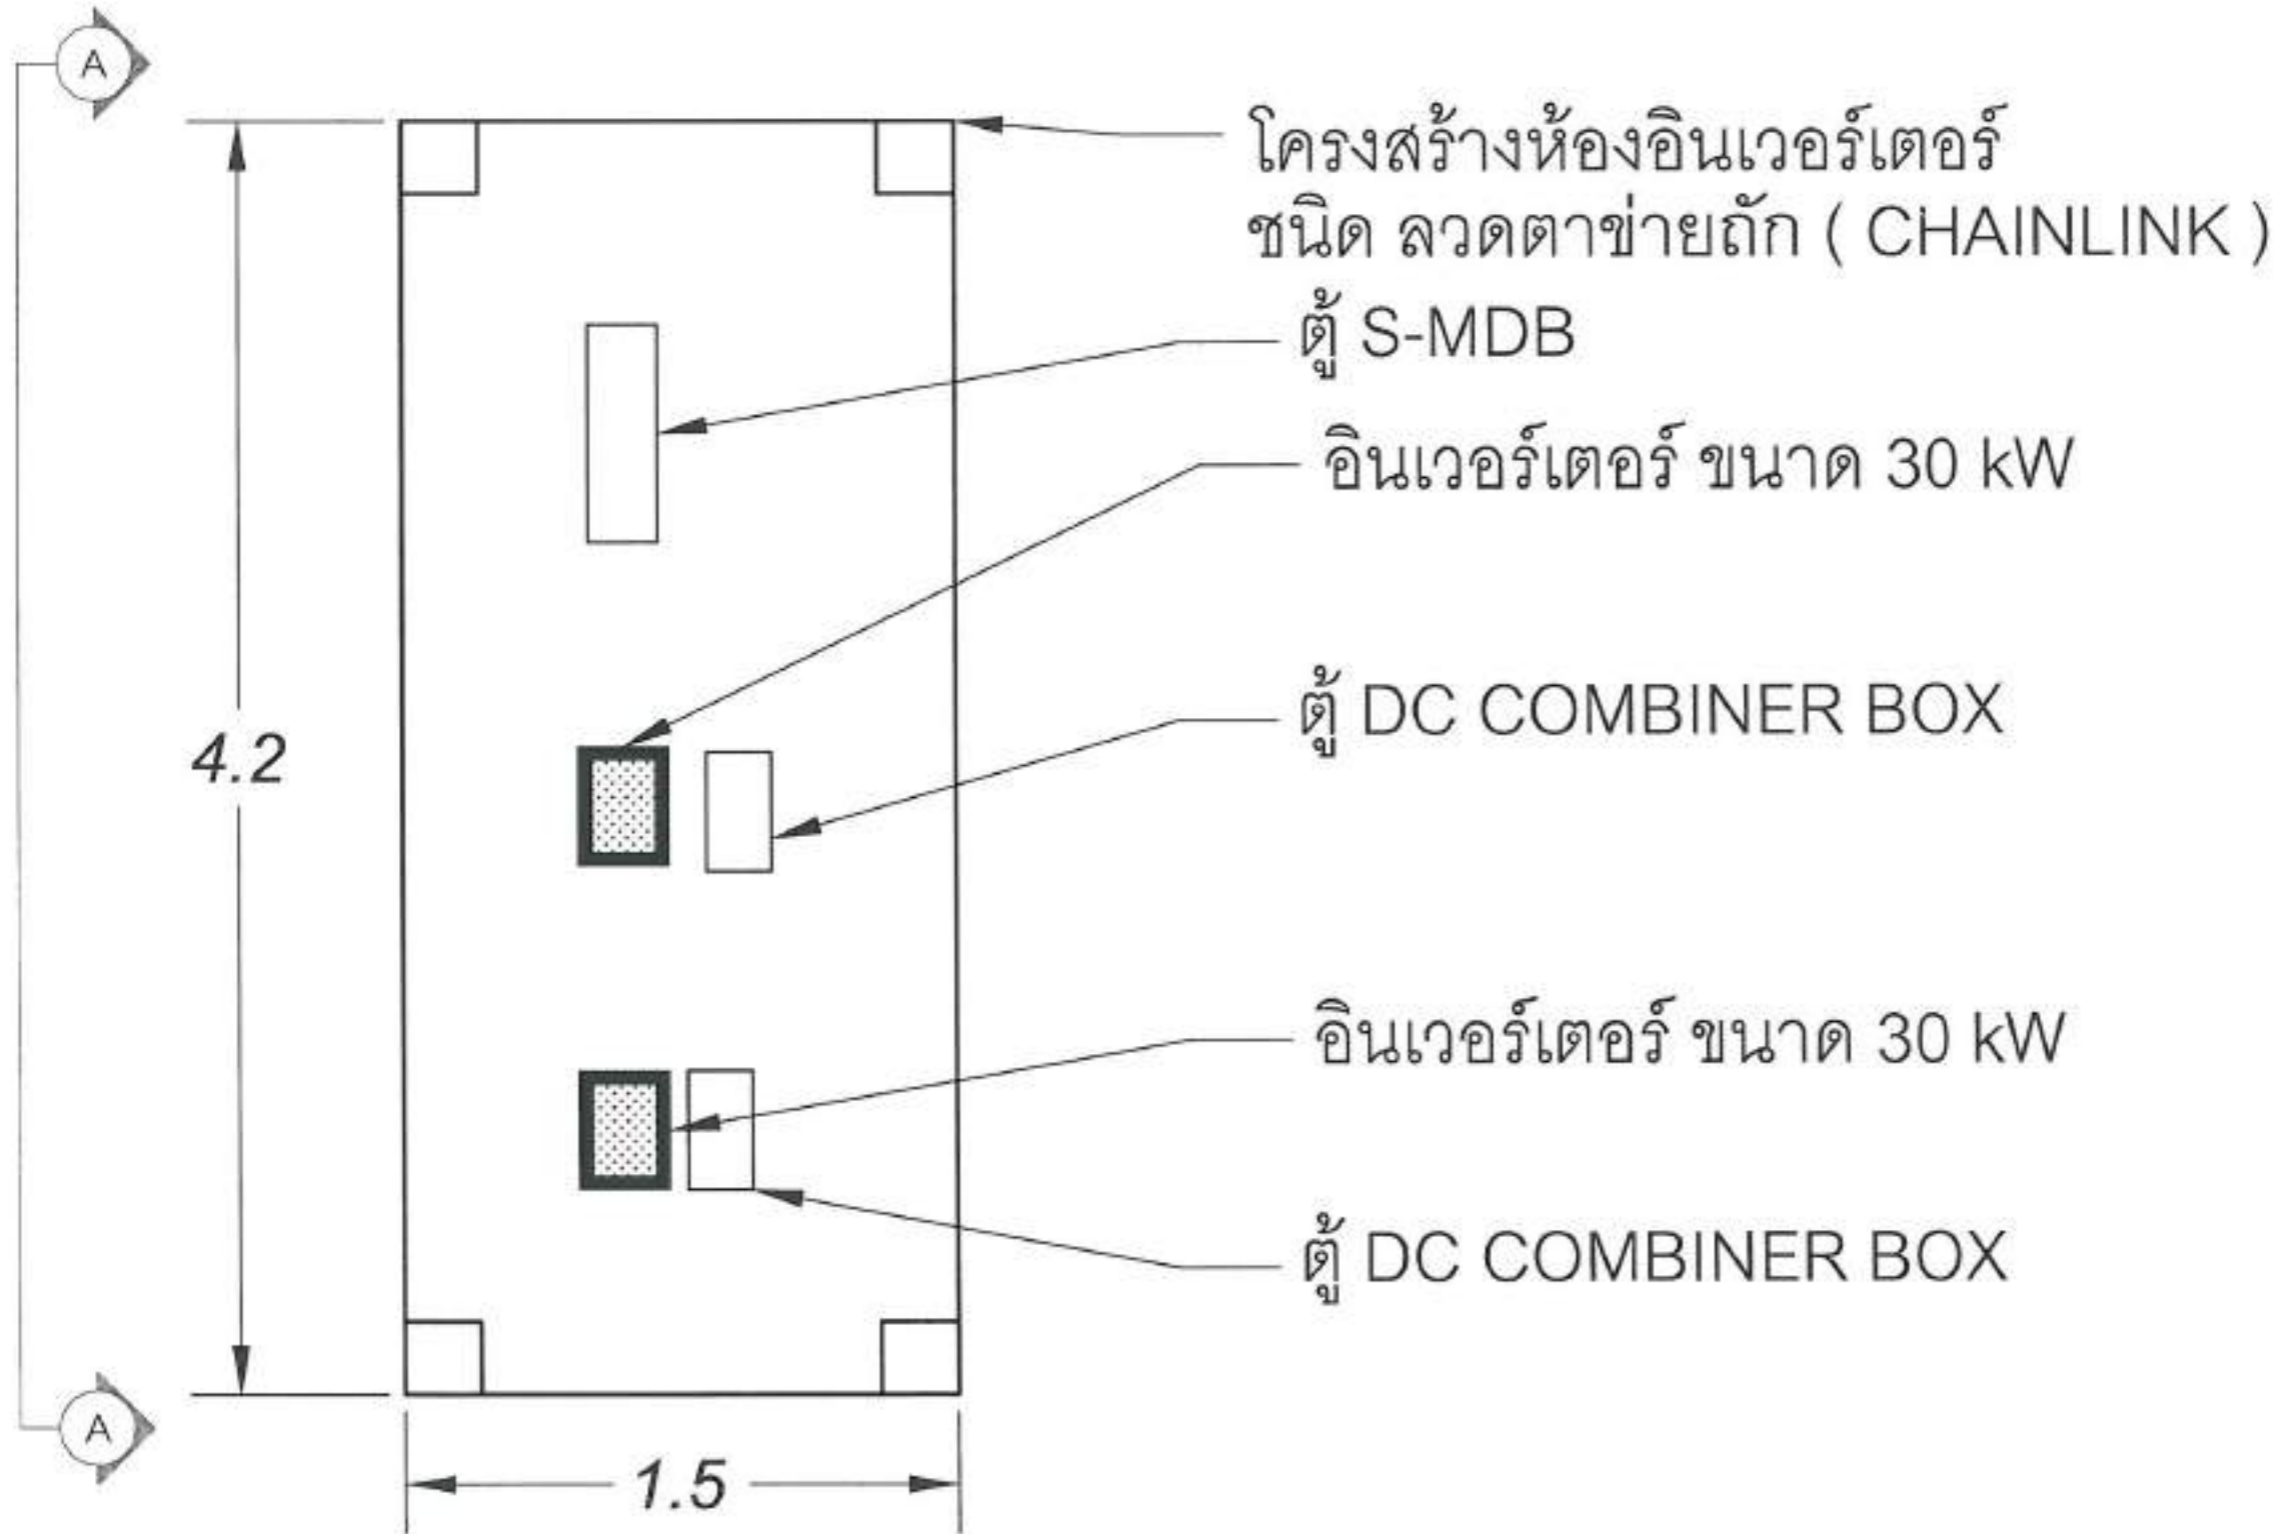 A
โครงสร้างห้องอินเวอร์เตอร์
ชนิด ลวดตาข่ายถัก ( CHAINLINK )
ตู้ S-MDB
อินเวอร์เตอร์ ขนาด 30 kW
ตู้ DC COMBINER BOX
4.2
อินเวอร์เตอร์ ขนาด 30 kW
ตู้ DC COMBINER BOX
A
1.5